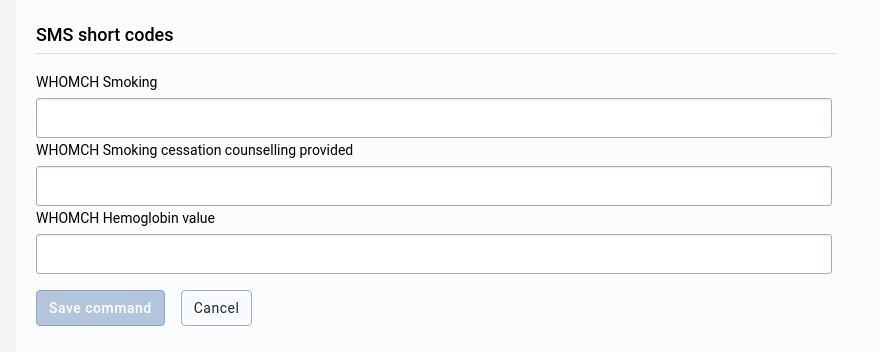 SMS short codes
WHOMCH Smoking
WHOMCH Smoking cessation counselling provided
WHOMCH Hemoglobin value
Save command
Cancel